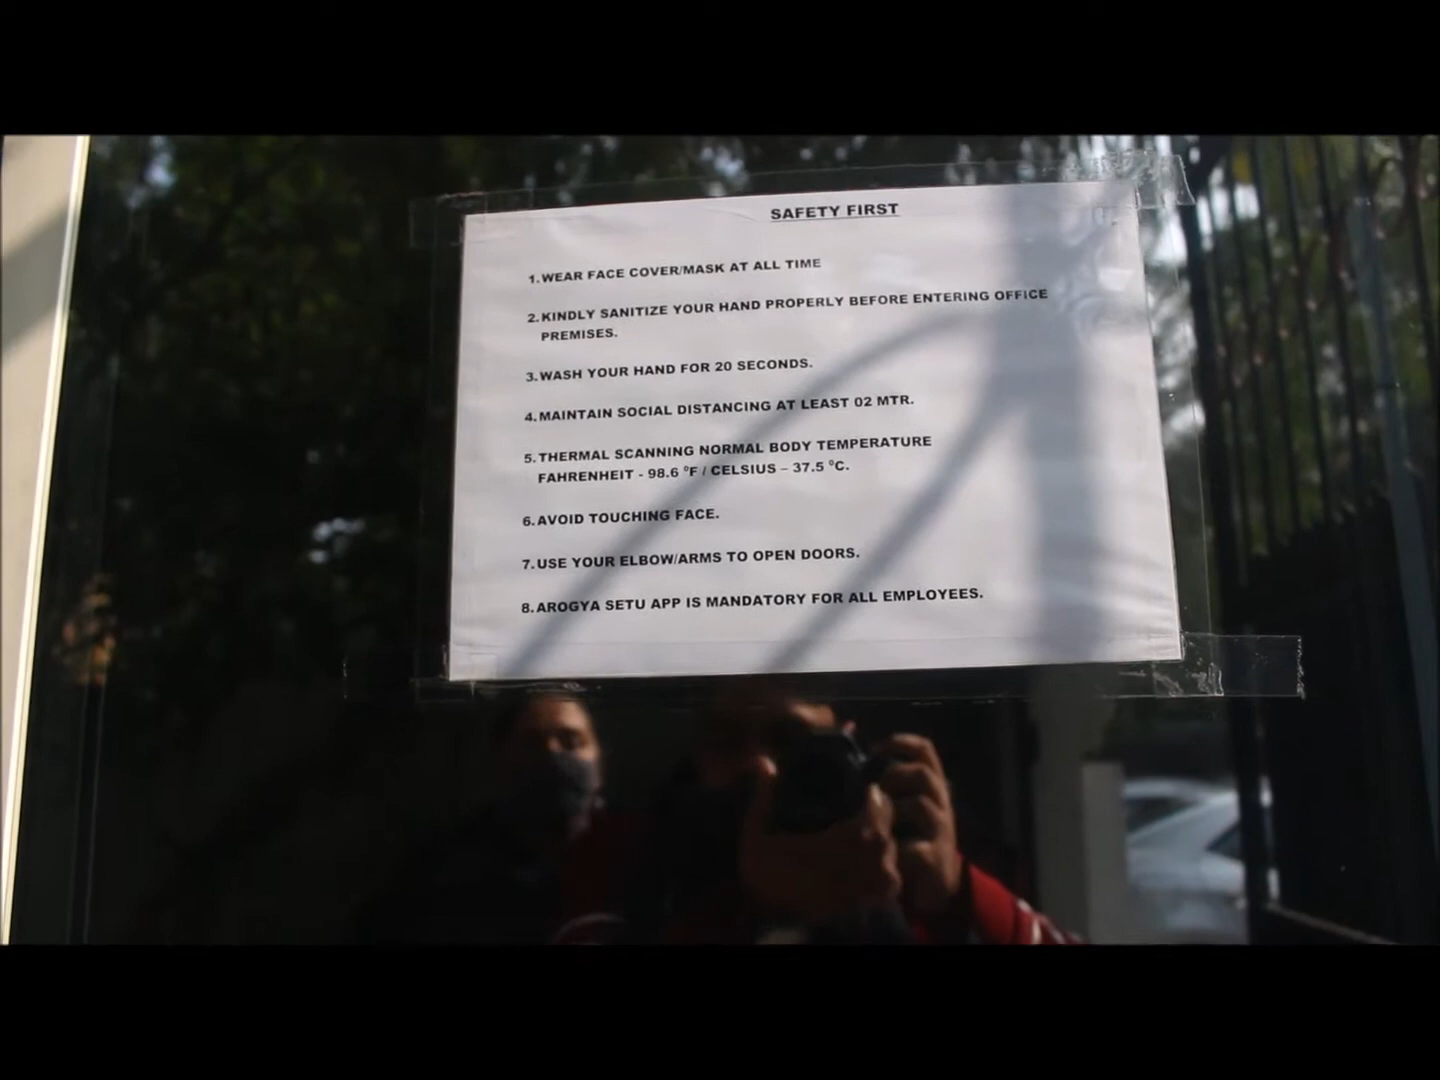 SAFETY FIRST
1. WEAR FACE COVER/MASK AT ALL TIME
2. KINDLY SANITIZE YOUR HAND PROPERLY BEFORE ENTERING OFFICE
PREMISES.
3. WASH YOUR HAND FOR 20 SECONDS.
4. MAINTAIN SOCIAL DISTANCING AT LEAST 02 MTR.
5. THERMAL SCANNING NORMAL BODY TEMPERATURE
FAHRENHEIT - 98.6 °F / CELSIUS – 37.5 °C.
6. AVOID TOUCHING FACE.
7. USE YOUR ELBOW/ARMS TO OPEN DOORS.
8. AROGYA SETU APP IS MANDATORY FOR ALL EMPLOYEES.